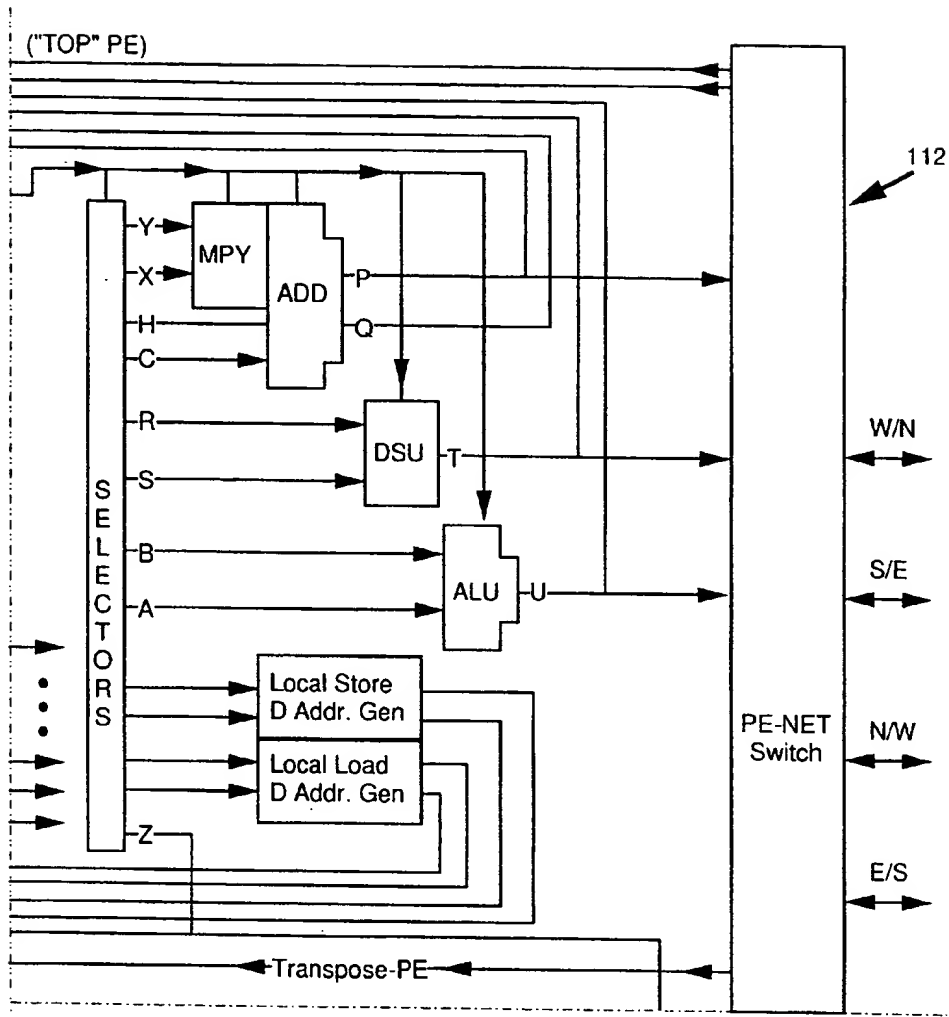 ("TOP" PE)
112
Y
X
H
C
MPY
ADD
P
Q
R
S
DSU
T
W/N
SELECTORS
B
A
ALU
U
S/E
Local Store
D Addr. Gen
Local Load
D Addr. Gen
PE-NET
Switch
N/W
Z
E/S
Transpose-PE